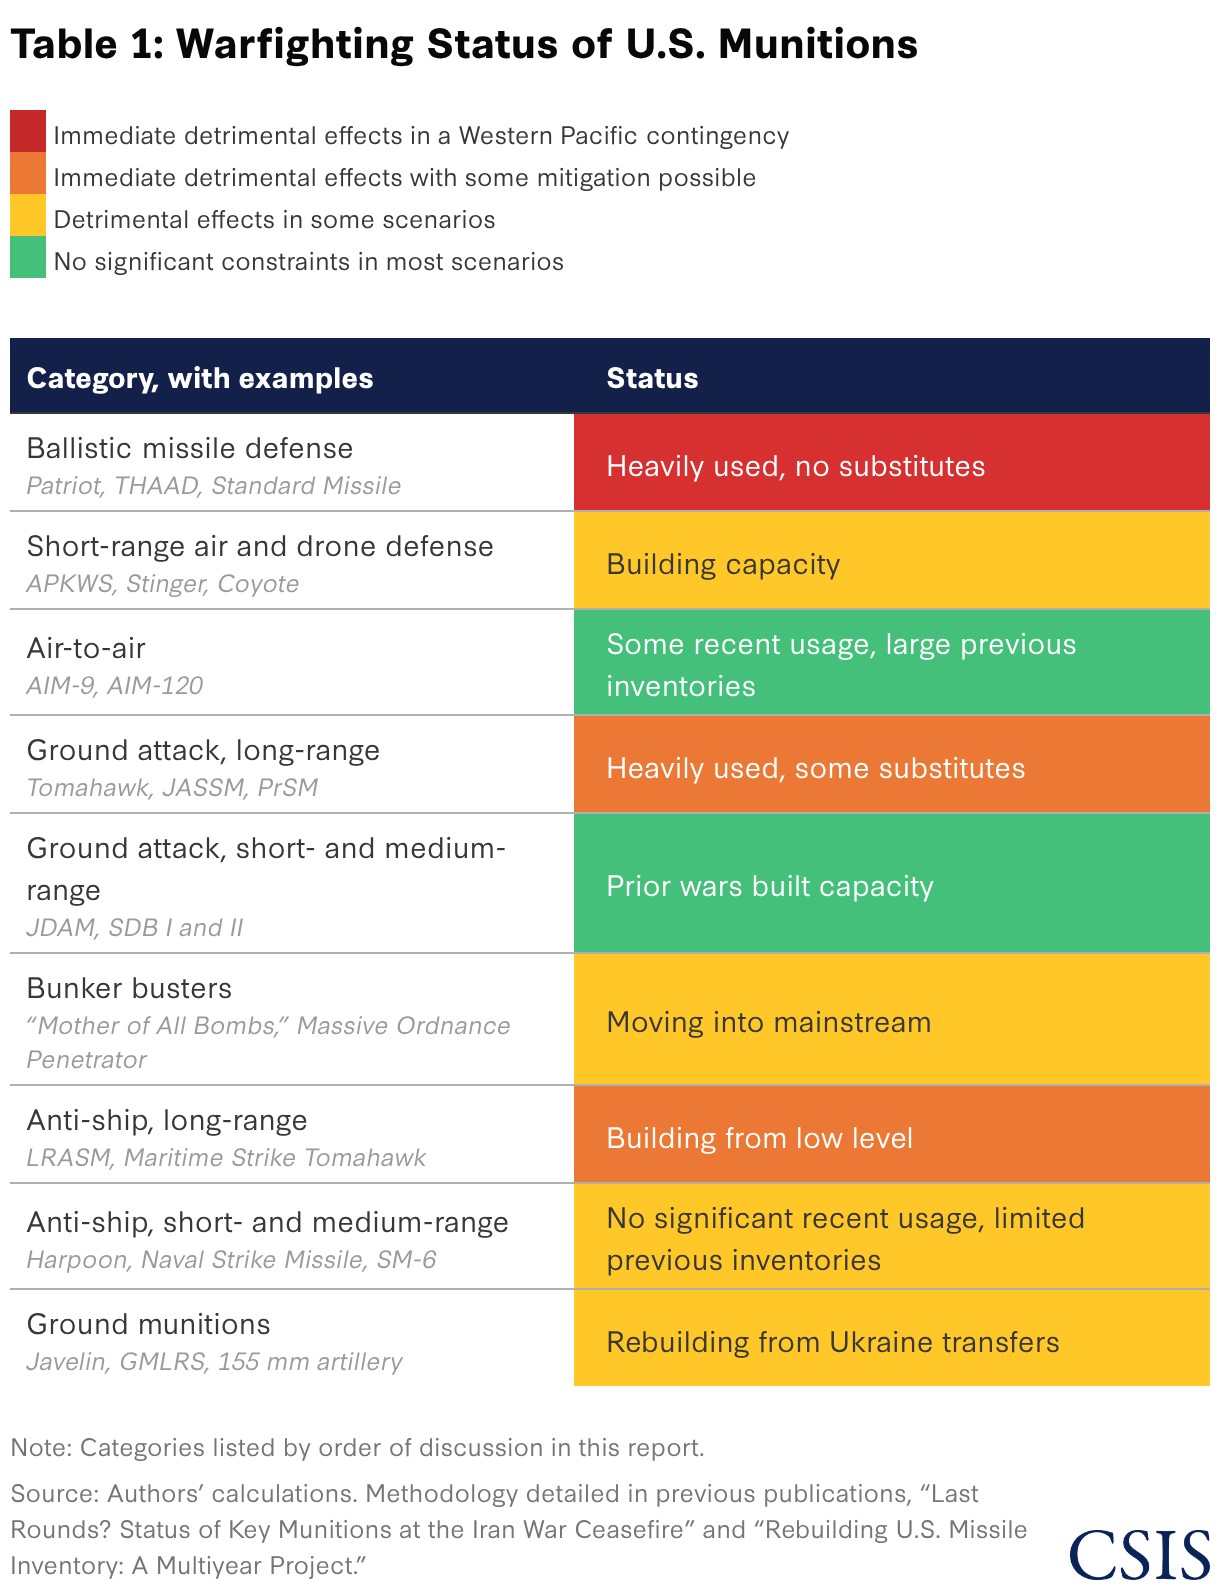 Table 1: Warfighting Status of U.S. Munitions
Immediate detrimental effects in a Western Pacific contingency
Immediate detrimental effects with some mitigation possible
Detrimental effects in some scenarios
No significant constraints in most scenarios
Category, with examples
Status
Ballistic missile defense
Patriot, THAAD, Standard Missile
Heavily used, no substitutes
Short-range air and drone defense
APKWS, Stinger, Coyote
Building capacity
Air-to-air
AIM-9, AIM-120
Some recent usage, large previous
inventories
Ground attack, long-range
Tomahawk, JASSM, PrSM
Heavily used, some substitutes
Ground attack, short- and medium-
range
JDAM, SDB I and II
Prior wars built capacity
Bunker busters
“Mother of All Bombs,” Massive Ordnance
Penetrator
Moving into mainstream
Anti-ship, long-range
LRASM, Maritime Strike Tomahawk
Building from low level
Anti-ship, short- and medium-range
Harpoon, Naval Strike Missile, SM-6
No significant recent usage, limited
previous inventories
Ground munitions
Javelin, GMLRS, 155 mm artillery
Rebuilding from Ukraine transfers
Note: Categories listed by order of discussion in this report.
Source: Authors’ calculations. Methodology detailed in previous publications, “Last
Rounds? Status of Key Munitions at the Iran War Ceasefire” and “Rebuilding U.S. Missile
Inventory: A Multiyear Project.”
CSIS